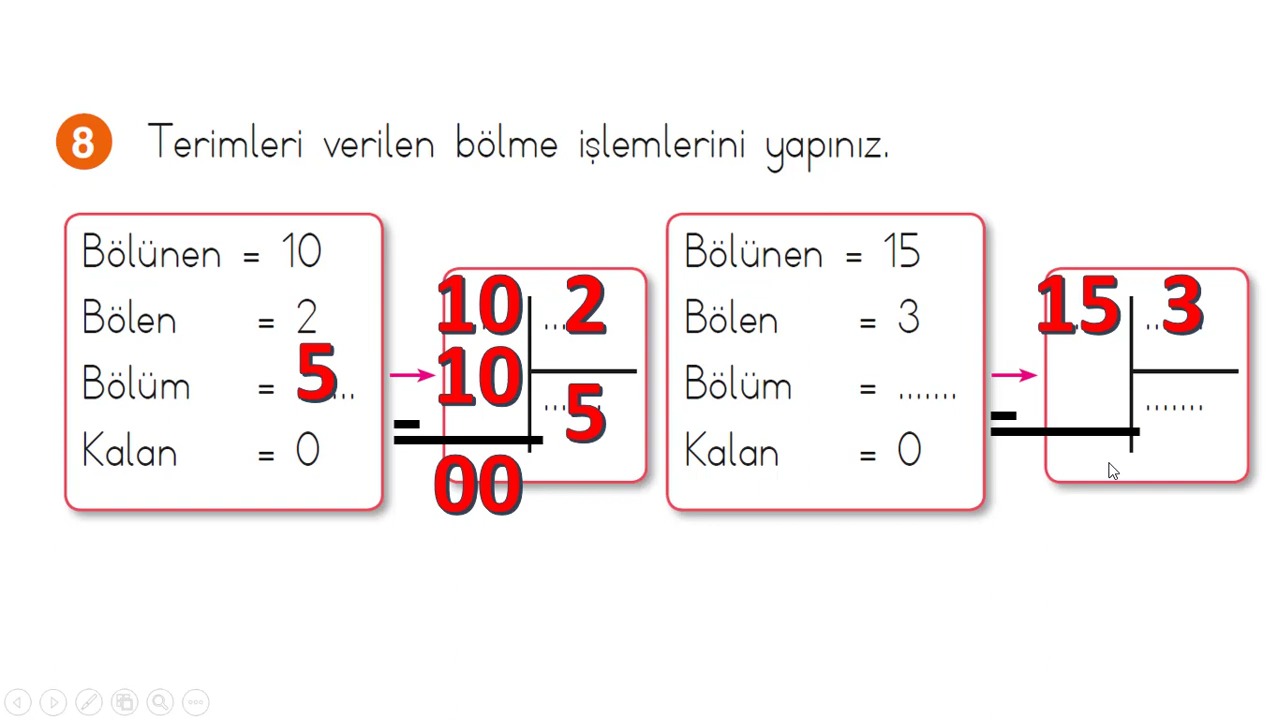 8 Terimleri verilen bölme işlemlerini yapınız.
Bölünen = 10
Bölen = 2
Bölüm = 5...
Kalan = 0
10 2
10
5
-
00
Bölünen = 15
Bölen = 3
Bölüm = .......
Kalan = 0
15 3
.......
-